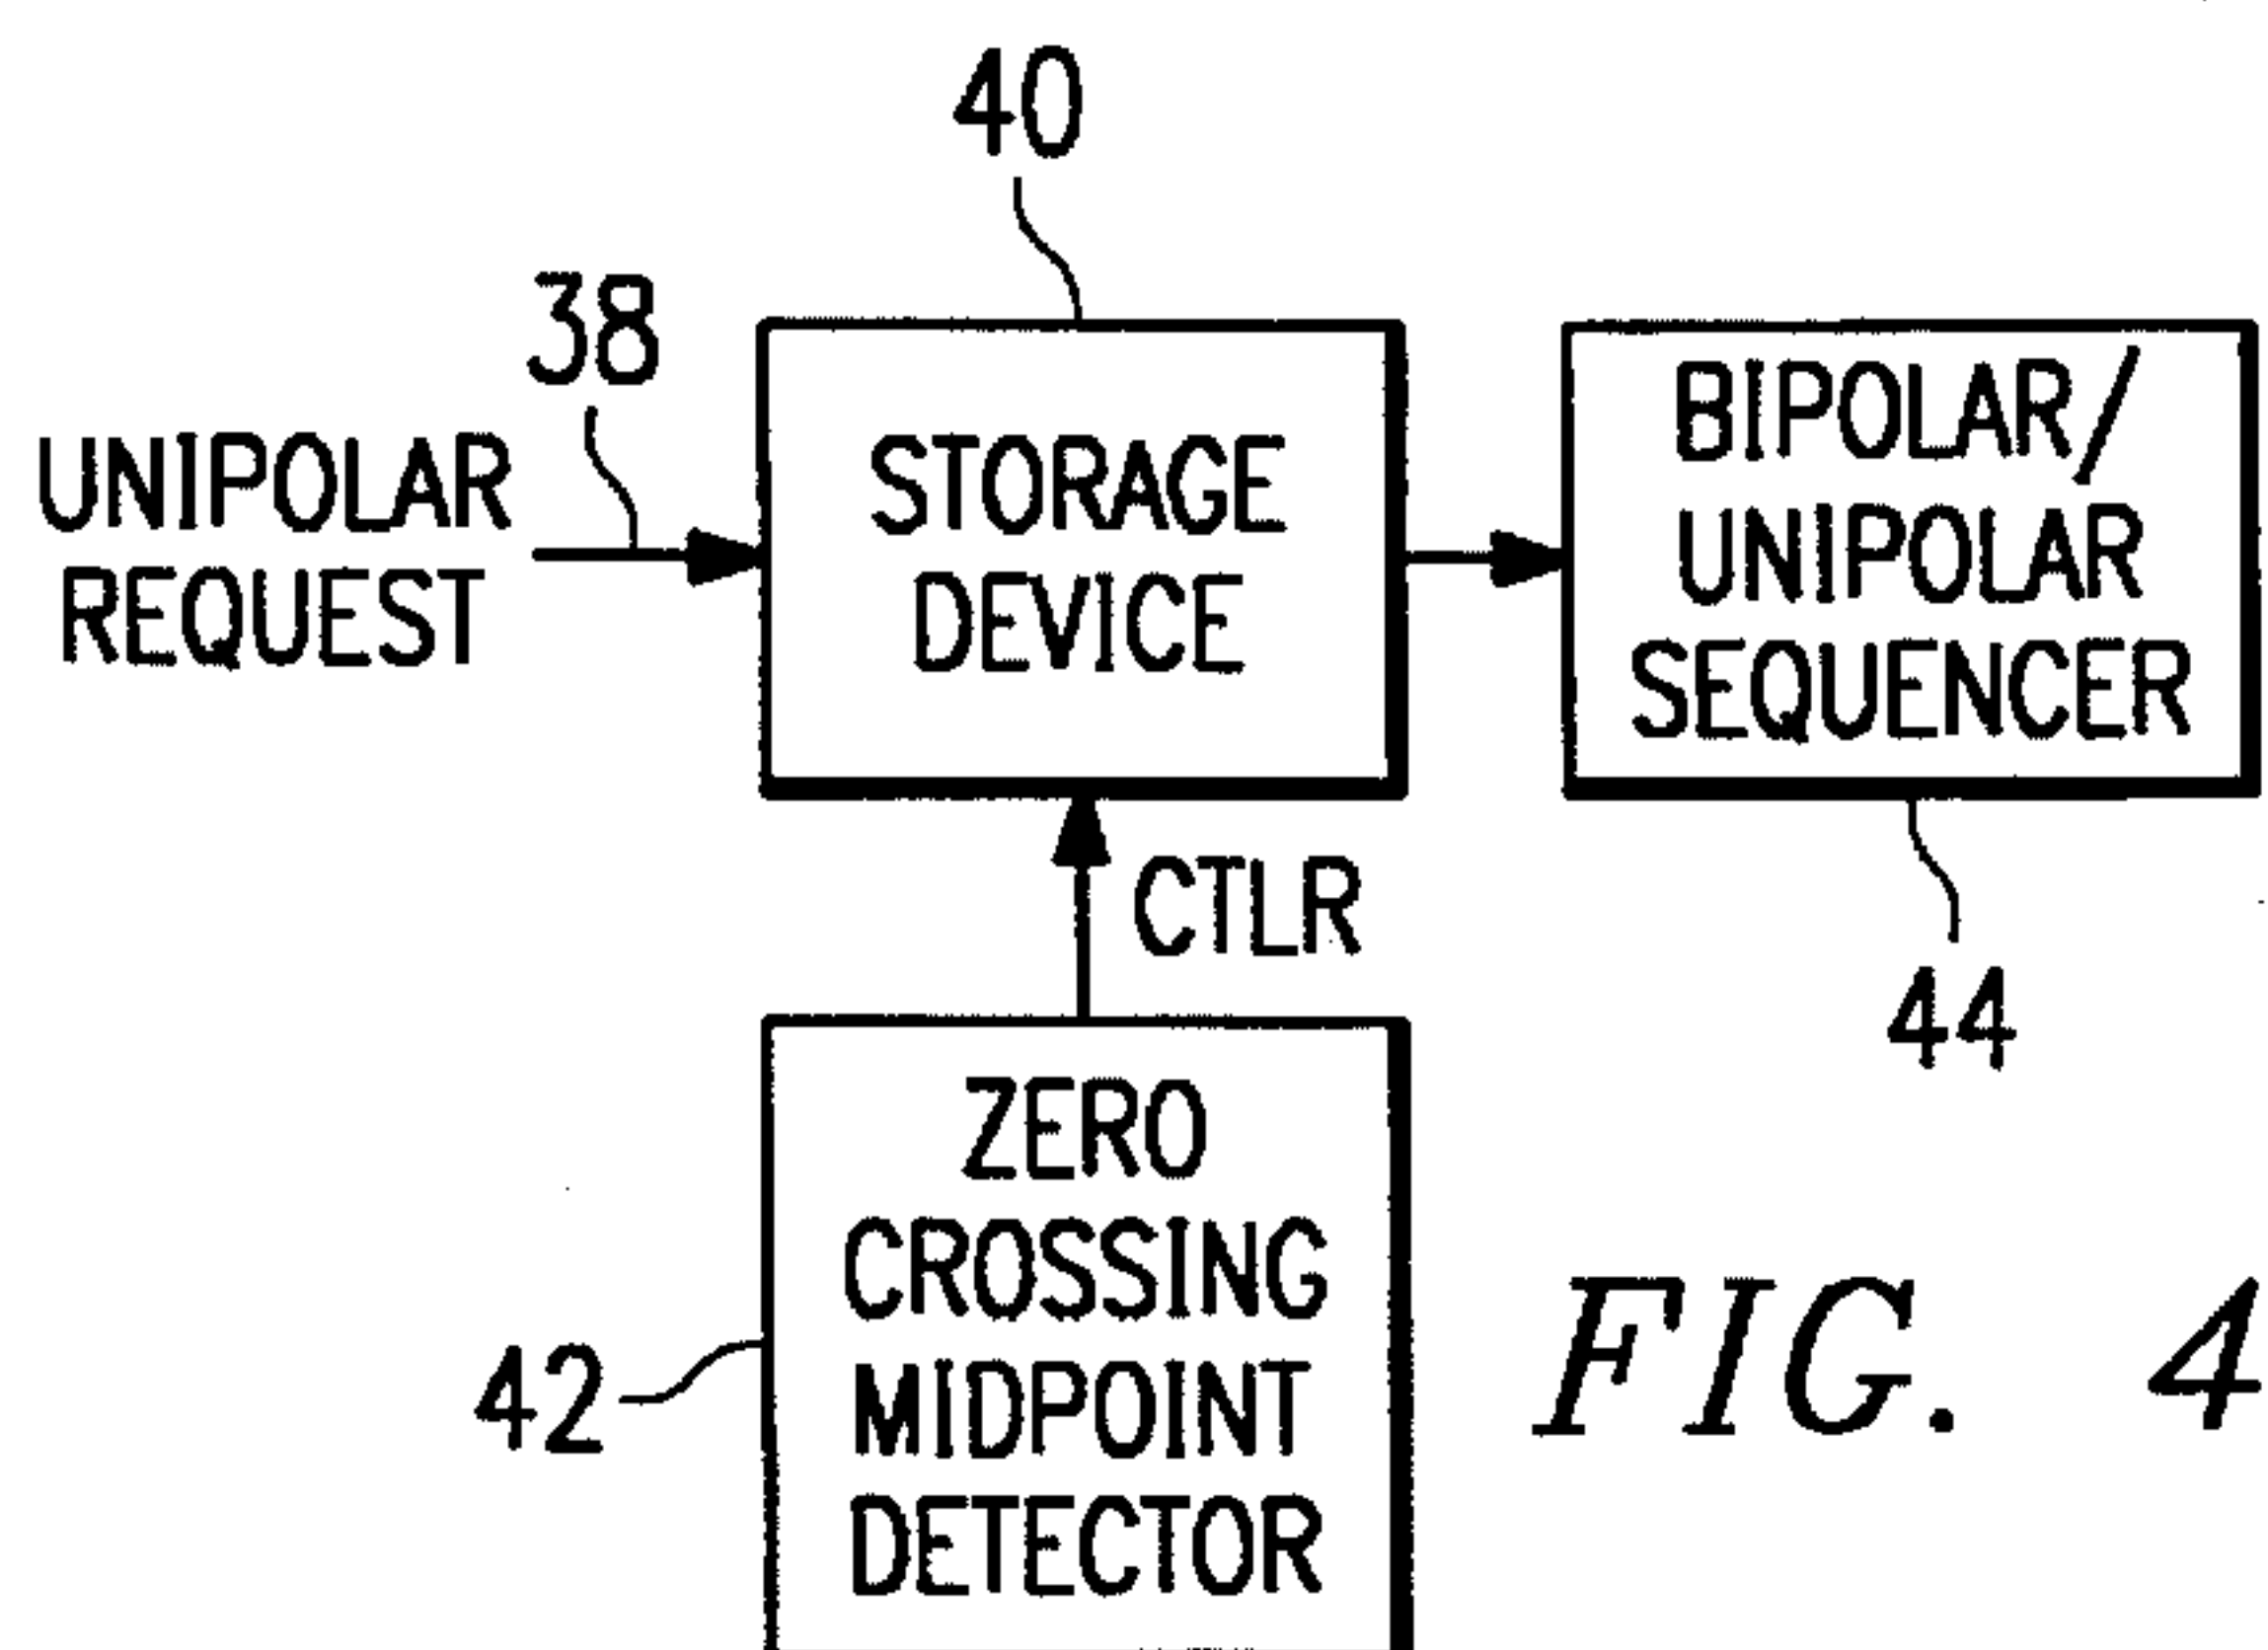 40
38
UNIPOLAR
REQUEST
STORAGE
DEVICE
BIPOLAR/
UNIPOLAR
SEQUENCER
CTLR
44
ZERO
CROSSING
MIDPOINT
DETECTOR
42
FIG. 4